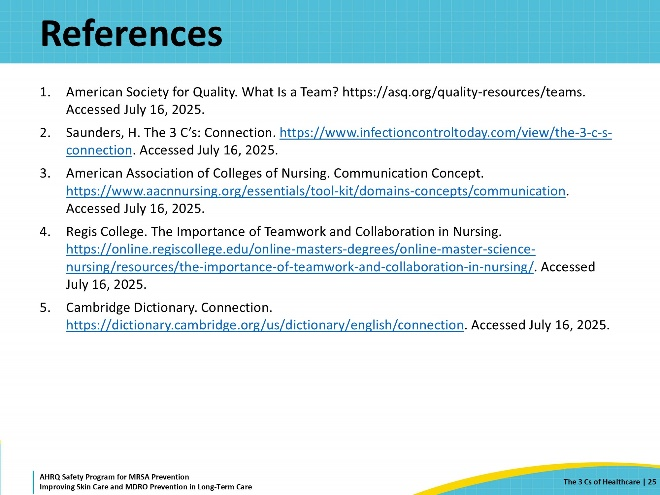 References
1. American Society for Quality. What Is a Team? https://asq.org/quality-resources/teams.
Accessed July 16, 2025.
2. Saunders, H. The 3 C's: Connection. https://www.infectioncontroltoday.com/view/the-3-c-s-
connection. Accessed July 16, 2025.
3. American Association of Colleges of Nursing. Communication Concept.
https://www.aacnnursing.org/essentials/tool-kit/domains-concepts/communication.
Accessed July 16, 2025.
4. Regis College. The Importance of Teamwork and Collaboration in Nursing.
https://online.regiscollege.edu/online-masters-degrees/online-master-science-
nursing/resources/the-importance-of-teamwork-and-collaboration-in-nursing/. Accessed
July 16, 2025.
5. Cambridge Dictionary. Connection.
https://dictionary.cambridge.org/us/dictionary/english/connection. Accessed July 16, 2025.
AHRQ Safety Program for MRSA Prevention
Improving Skin Care and MDRO Prevention in Long-Term Care
The 3 Cs of Healthcare | 25